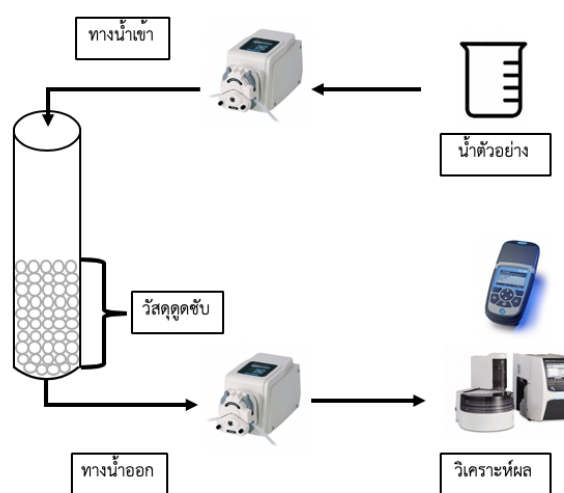 ทางน้ำเข้า
น้ำตัวอย่าง
วัสดุดูดซับ
ทางน้ำออก
วิเคราะห์ผล